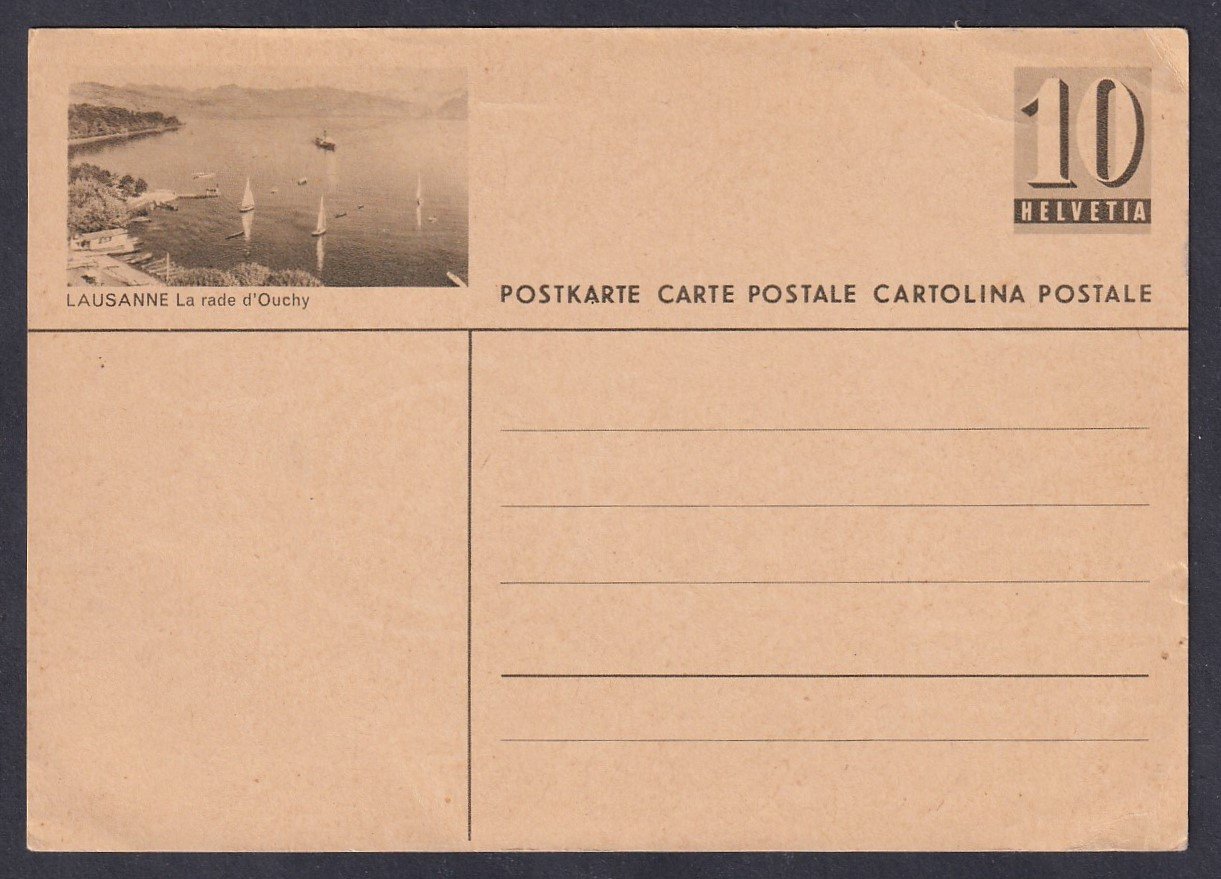 10
HELVETIA
LAUSANNE La rade d'Ouchy
POSTKARTE CARTE POSTALE CARTOLINA POSTALE